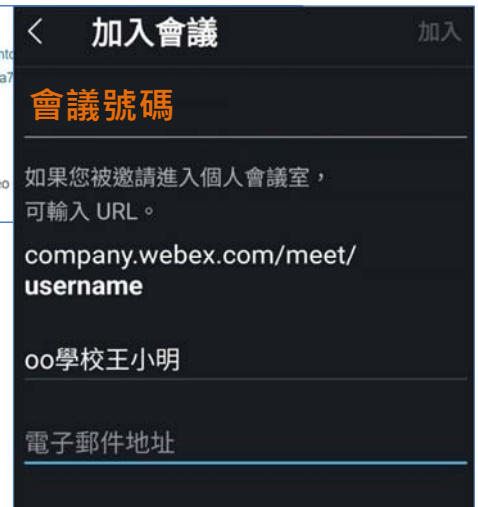 加入會議
加入
會議號碼
如果您被邀請進入個人會議室，
可輸入 URL。
company.webex.com/meet/
username
oo學校王小明
電子郵件地址